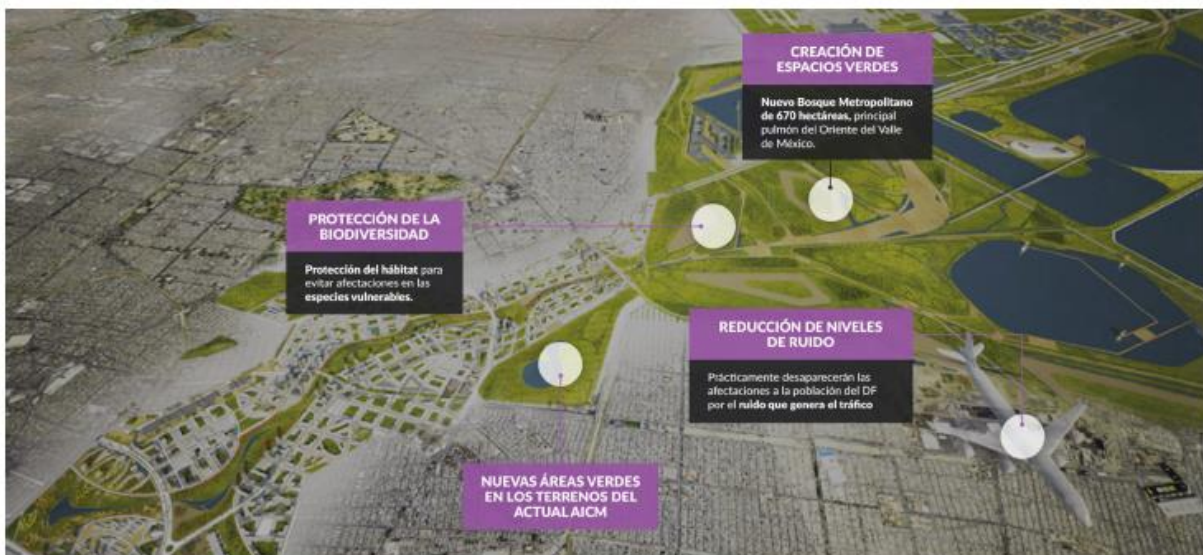 CREACIÓN DE
ESPACIOS VERDES
Nuevo Bosque Metropolitano
de 670 hectáreas, principal
pulmón del Oriente del Valle
de México.
PROTECCIÓN DE LA
BIODIVERSIDAD
Protección del hábitat para
evitar afectaciones en las
especies vulnerables.
REDUCCIÓN DE NIVELES
DE RUIDO
Prácticamente desaparecerán las
afectaciones a la población del DF
por el ruido que genera el tráfico
NUEVAS ÁREAS VERDES
EN LOS TERRENOS DEL
ACTUAL AICM